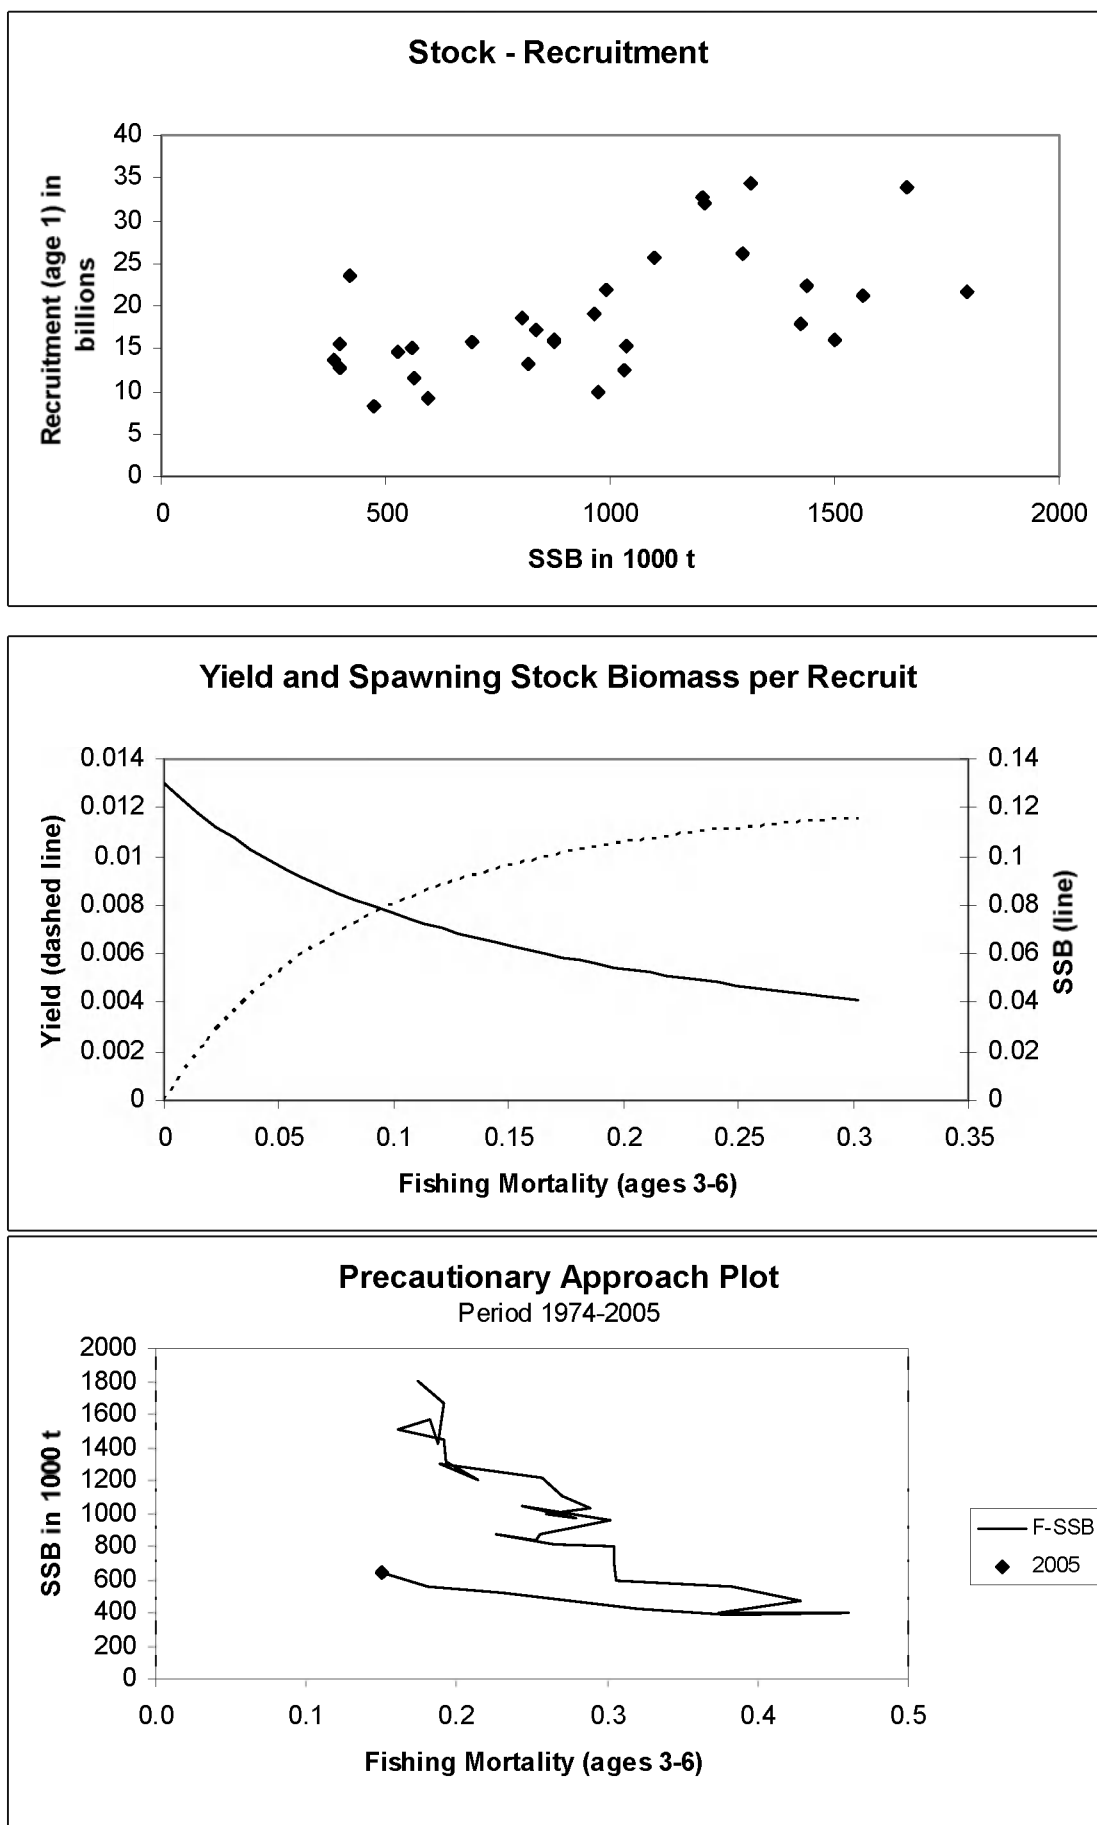 Stock - Recruitment
Recruitment (age 1) in
billions
40
35
30
25
20
15
10
5
0
0 500 1000 1500 2000
SSB in 1000 t
Yield and Spawning Stock Biomass per Recruit
Yield (dashed line)
0.014
0.012
0.01
0.008
0.006
0.004
0.002
0
0.14
0.12
0.1
0.08
0.06
0.04
0.02
0
SSB (line)
0 0.05 0.1 0.15 0.2 0.25 0.3 0.35
Fishing Mortality (ages 3-6)
Precautionary Approach Plot
Period 1974-2005
SSB in 1000 t
2000
1800
1600
1400
1200
1000
800
600
400
200
0
0.0 0.1 0.2 0.3 0.4 0.5
Fishing Mortality (ages 3-6)
F-SSB
2005